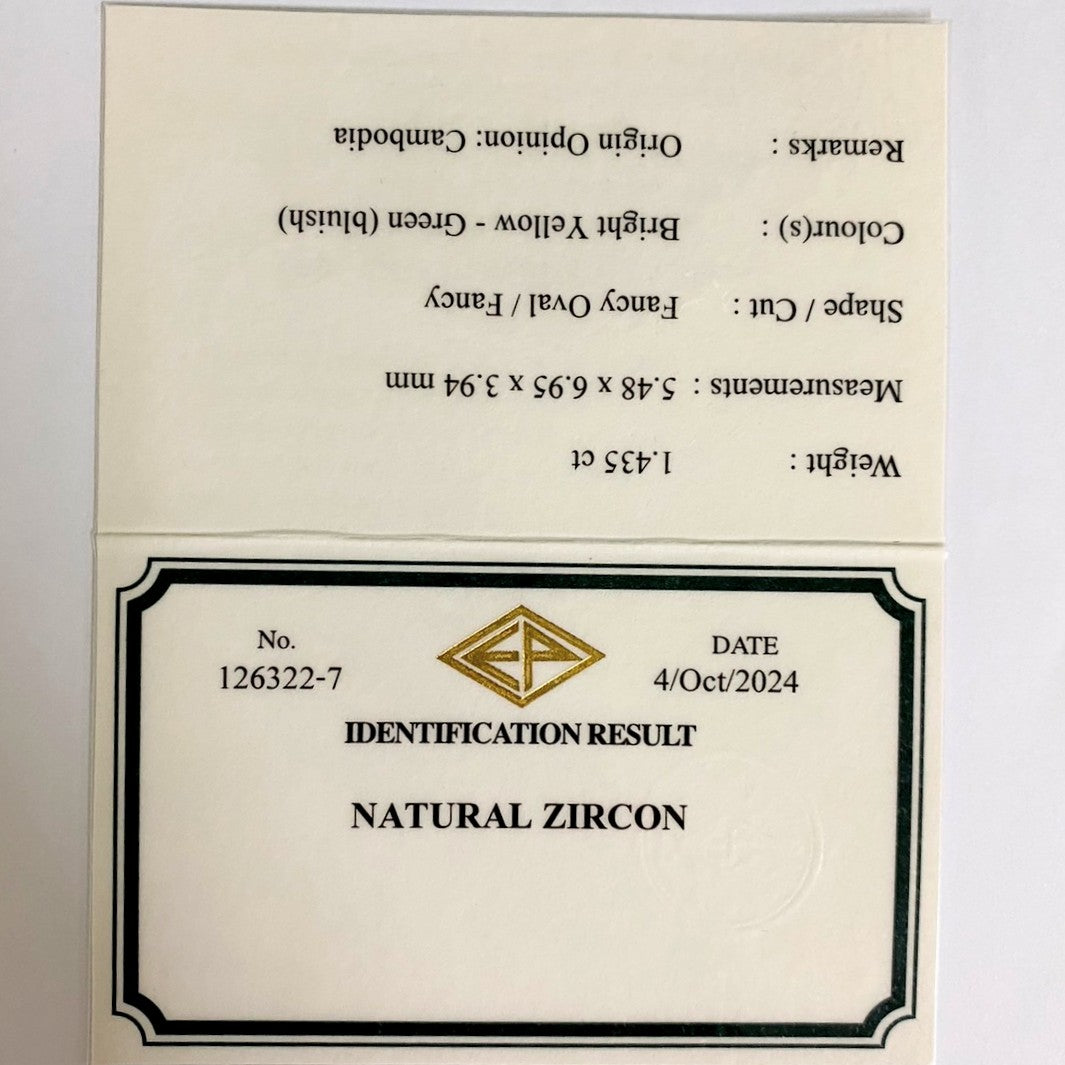 Weight : 1.435 ct
Measurements : 5.48 x 6.95 x 3.94 mm
Shape / Cut : Fancy Oval / Fancy
Colour(s) : Bright Yellow - Green (bluish)
Remarks : Origin Opinion: Cambodia
No. DATE
126322-7 EP 4/Oct/2024
IDENTIFICATION RESULT
NATURAL ZIRCON